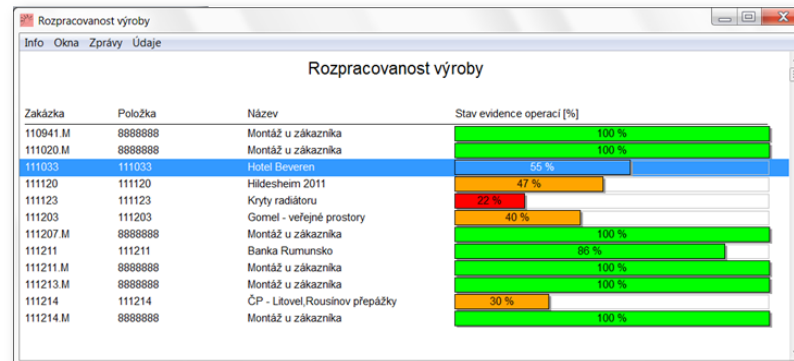 Rozpracovanost výroby
Info Okna Zprávy Údaje
Rozpracovanost výroby
Zakázka Položka Název Stav evidence operací [%]
110941.M 8888888 Montáž u zákazníka 100 %
111020.M 8888888 Montáž u zákazníka 100 %
111033 111033 Hotel Beveren 55 %
111120 111120 Hildesheim 2011 47 %
111123 111123 Kryty radiátoru 22 %
111203 111203 Gomel - veřejné prostory 40 %
111207.M 8888888 Montáž u zákazníka 100 %
111211 111211 Banka Rumunsko 86 %
111211.M 8888888 Montáž u zákazníka 100 %
111213.M 8888888 Montáž u zákazníka 100 %
111214 111214 ČP - Litovel,Rousínov přepážky 30 %
111214.M 8888888 Montáž u zákazníka 100 %